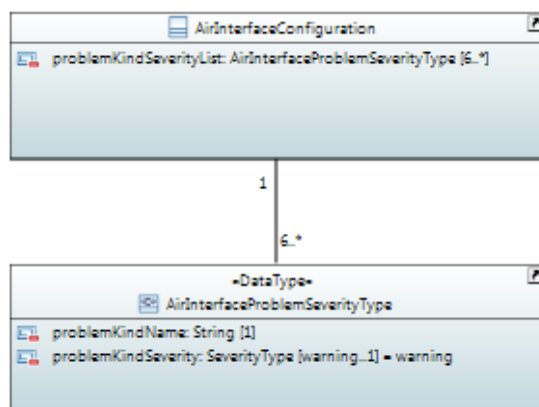 AirInterfaceConfiguration
problemKindSeverityList: AirInterfaceProblemSeverityType [6..*]
1
6..*
«DataType»
AirInterfaceProblemSeverityType
problemKindName: String [1]
problemKindSeverity: SeverityType [warning..1] = warning